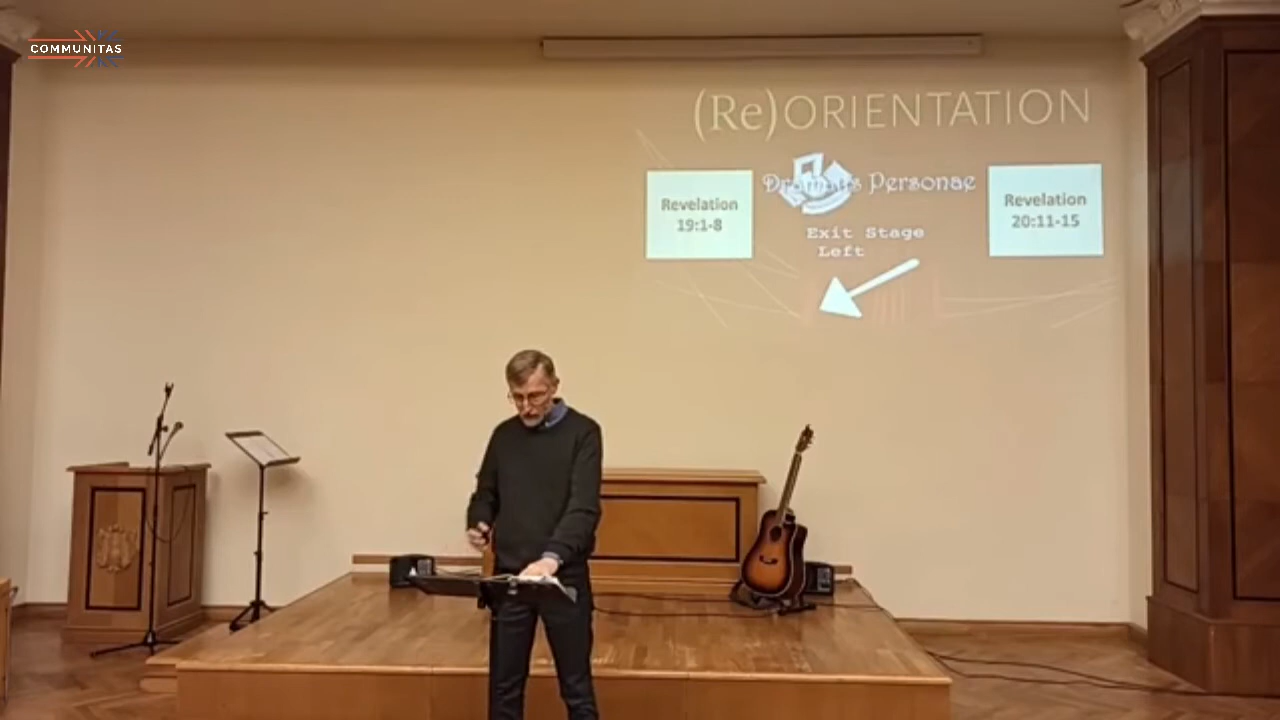 COMMUNITAS
(Re)ORIENTATION
Dramatis Personae
Revelation
19:1-8
Exit Stage
Left
Revelation
20:11-15